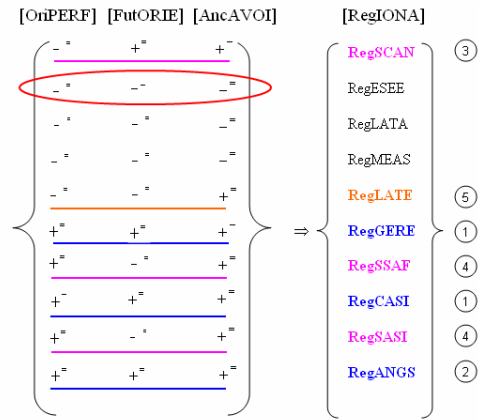 [OriPERF] [FutORIE] [AncAVOI] [RegIONA]
- " + = + - RegSCAN 3
- " - - - = RegESEE
- " - " - = RegLATA
- " - " - = RegMEAS
- " - " + = RegLATE 5
+ = + = + - ⇒ RegGERE 1
+ = - " + = RegSSAF 4
+ - + = + = RegCASI 1
+ = - " + = RegSASI 4
+ = + = + = RegANGS 2